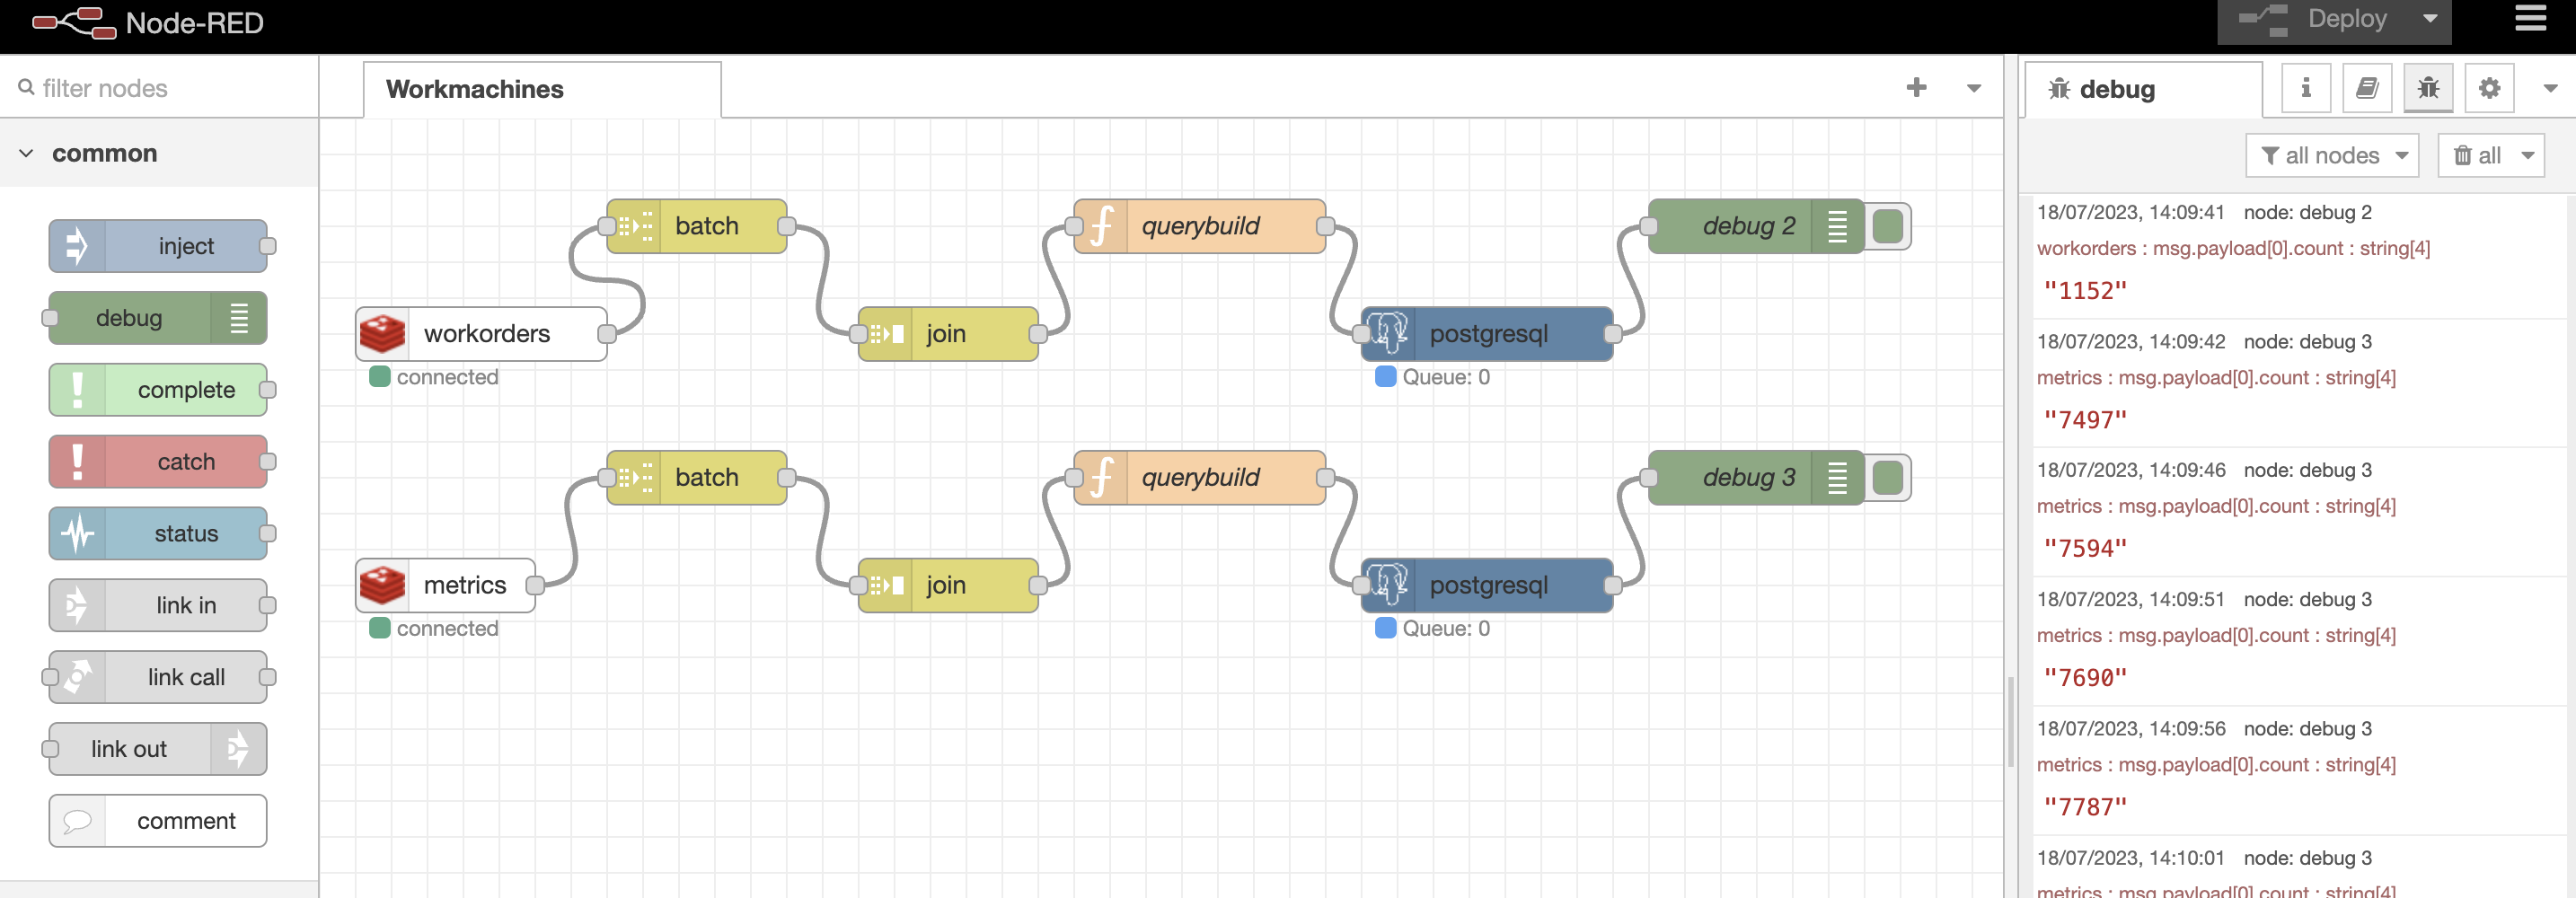 Node-RED
Deploy
filter nodes
Workmachines
debug
i
common
all nodes
all
inject
debug
complete
catch
status
link in
link call
link out
comment
batch
querybuild
debug 2
workorders
join
postgresql
connected
Queue: 0
batch
querybuild
debug 3
metrics
join
postgresql
connected
Queue: 0
18/07/2023, 14:09:41 node: debug 2
workorders : msg.payload[0].count : string[4]
"1152"
18/07/2023, 14:09:42 node: debug 3
metrics : msg.payload[0].count : string[4]
"7497"
18/07/2023, 14:09:46 node: debug 3
metrics : msg.payload[0].count : string[4]
"7594"
18/07/2023, 14:09:51 node: debug 3
metrics : msg.payload[0].count : string[4]
"7690"
18/07/2023, 14:09:56 node: debug 3
metrics : msg.payload[0].count : string[4]
"7787"
18/07/2023, 14:10:01 node: debug 3
metrics : msg.payload[0].count : string[4]